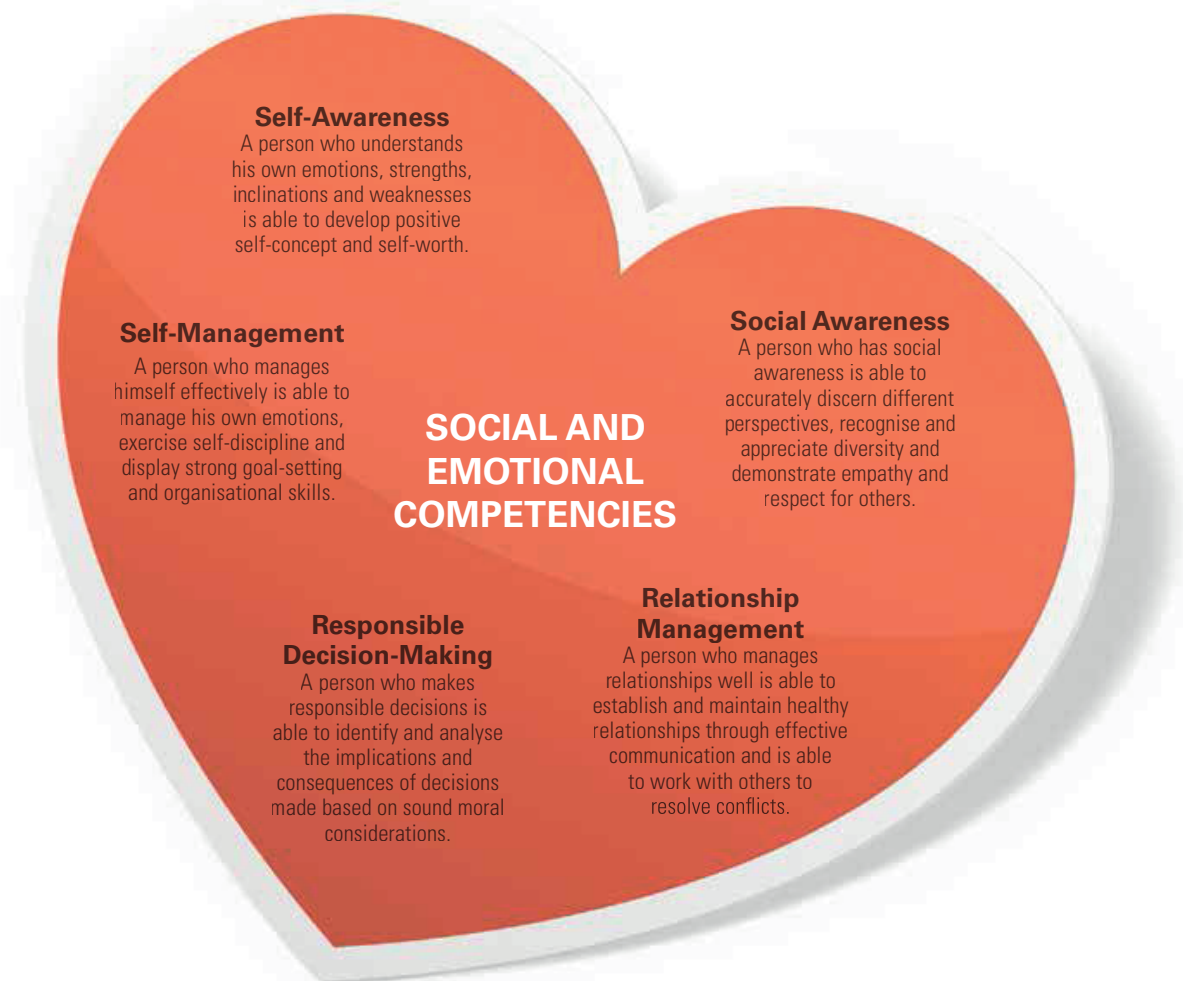 Self-Awareness
A person who understands
his own emotions, strengths,
inclinations and weaknesses
is able to develop positive
self-concept and self-worth.
Self-Management
A person who manages
himself effectively is able to
manage his own emotions,
exercise self-discipline and
display strong goal-setting
and organisational skills.
SOCIAL AND
EMOTIONAL
COMPETENCIES
Social Awareness
A person who has social
awareness is able to
accurately discern different
perspectives, recognise and
appreciate diversity and
demonstrate empathy and
respect for others.
Responsible
Decision-Making
A person who makes
responsible decisions is
able to identify and analyse
the implications and
consequences of decisions
made based on sound moral
considerations.
Relationship
Management
A person who manages
relationships well is able to
establish and maintain healthy
relationships through effective
communication and is able
to work with others to
resolve conflicts.